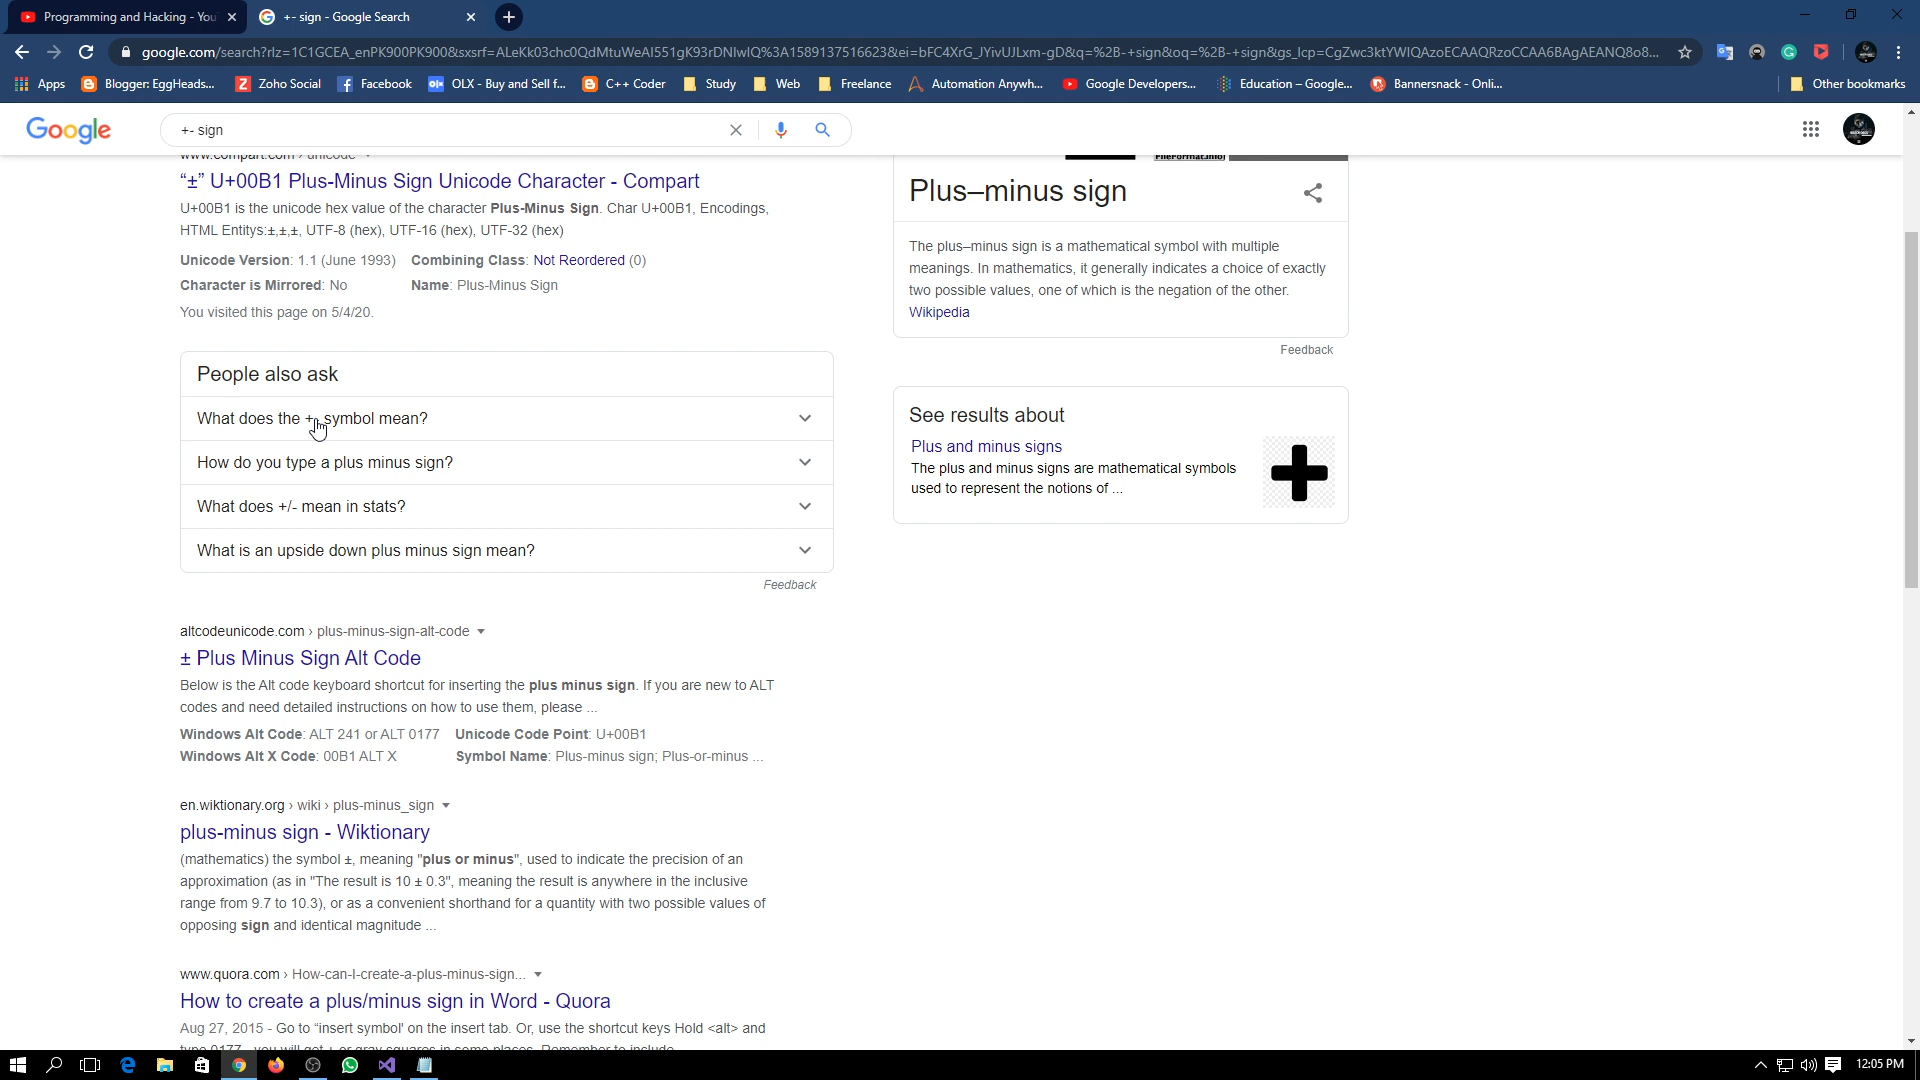 Programming and Hacking - You
+- sign - Google Search
google.com/search?rlz=1C1GCEA_enPK900PK900&sxsrf=ALeKk03chc0QdMtuWeAI551gK93rDNIwIQ%3A1589137516623&ei=bFC4XrG_JYivUJLxm-gD&q=%2B-+sign&oq=%2B-+sign&gs_lcp=CgZwc3ktYWIQAzoECAAQRzoCCAA6BAgAEANQ8o8...
Apps
Blogger: EggHeads...
Zoho Social
Facebook
OLX - Buy and Sell f...
C++ Coder
Study
Web
Freelance
Automation Anywh...
Google Developers...
Education – Google...
Bannersnack - Onli...
Other bookmarks
Google
+- sign
"±" U+00B1 Plus-Minus Sign Unicode Character - Compart
U+00B1 is the unicode hex value of the character Plus-Minus Sign. Char U+00B1, Encodings,
HTML Entitys:±,±,±, UTF-8 (hex), UTF-16 (hex), UTF-32 (hex)
Unicode Version: 1.1 (June 1993) Combining Class: Not Reordered (0)
Character is Mirrored: No Name: Plus-Minus Sign
You visited this page on 5/4/20.
People also ask
What does the + symbol mean?
How do you type a plus minus sign?
What does +/- mean in stats?
What is an upside down plus minus sign mean?
Feedback
altcodeunicode.com › plus-minus-sign-alt-code
± Plus Minus Sign Alt Code
Below is the Alt code keyboard shortcut for inserting the plus minus sign. If you are new to ALT
codes and need detailed instructions on how to use them, please ...
Windows Alt Code: ALT 241 or ALT 0177 Unicode Code Point: U+00B1
Windows Alt X Code: 00B1 ALT X Symbol Name: Plus-minus sign; Plus-or-minus ...
en.wiktionary.org › wiki › plus-minus_sign
plus-minus sign - Wiktionary
(mathematics) the symbol ±, meaning "plus or minus", used to indicate the precision of an
approximation (as in "The result is 10 ± 0.3", meaning the result is anywhere in the inclusive
range from 9.7 to 10.3), or as a convenient shorthand for a quantity with two possible values of
opposing sign and identical magnitude ...
www.quora.com › How-can-I-create-a-plus-minus-sign...
How to create a plus/minus sign in Word - Quora
Aug 27, 2015 - Go to "insert symbol' on the insert tab. Or, use the shortcut keys Hold <alt> and
FileFormat.Info
Plus–minus sign
The plus–minus sign is a mathematical symbol with multiple
meanings. In mathematics, it generally indicates a choice of exactly
two possible values, one of which is the negation of the other.
Wikipedia
Feedback
See results about
Plus and minus signs
The plus and minus signs are mathematical symbols
used to represent the notions of ...
12:05 PM